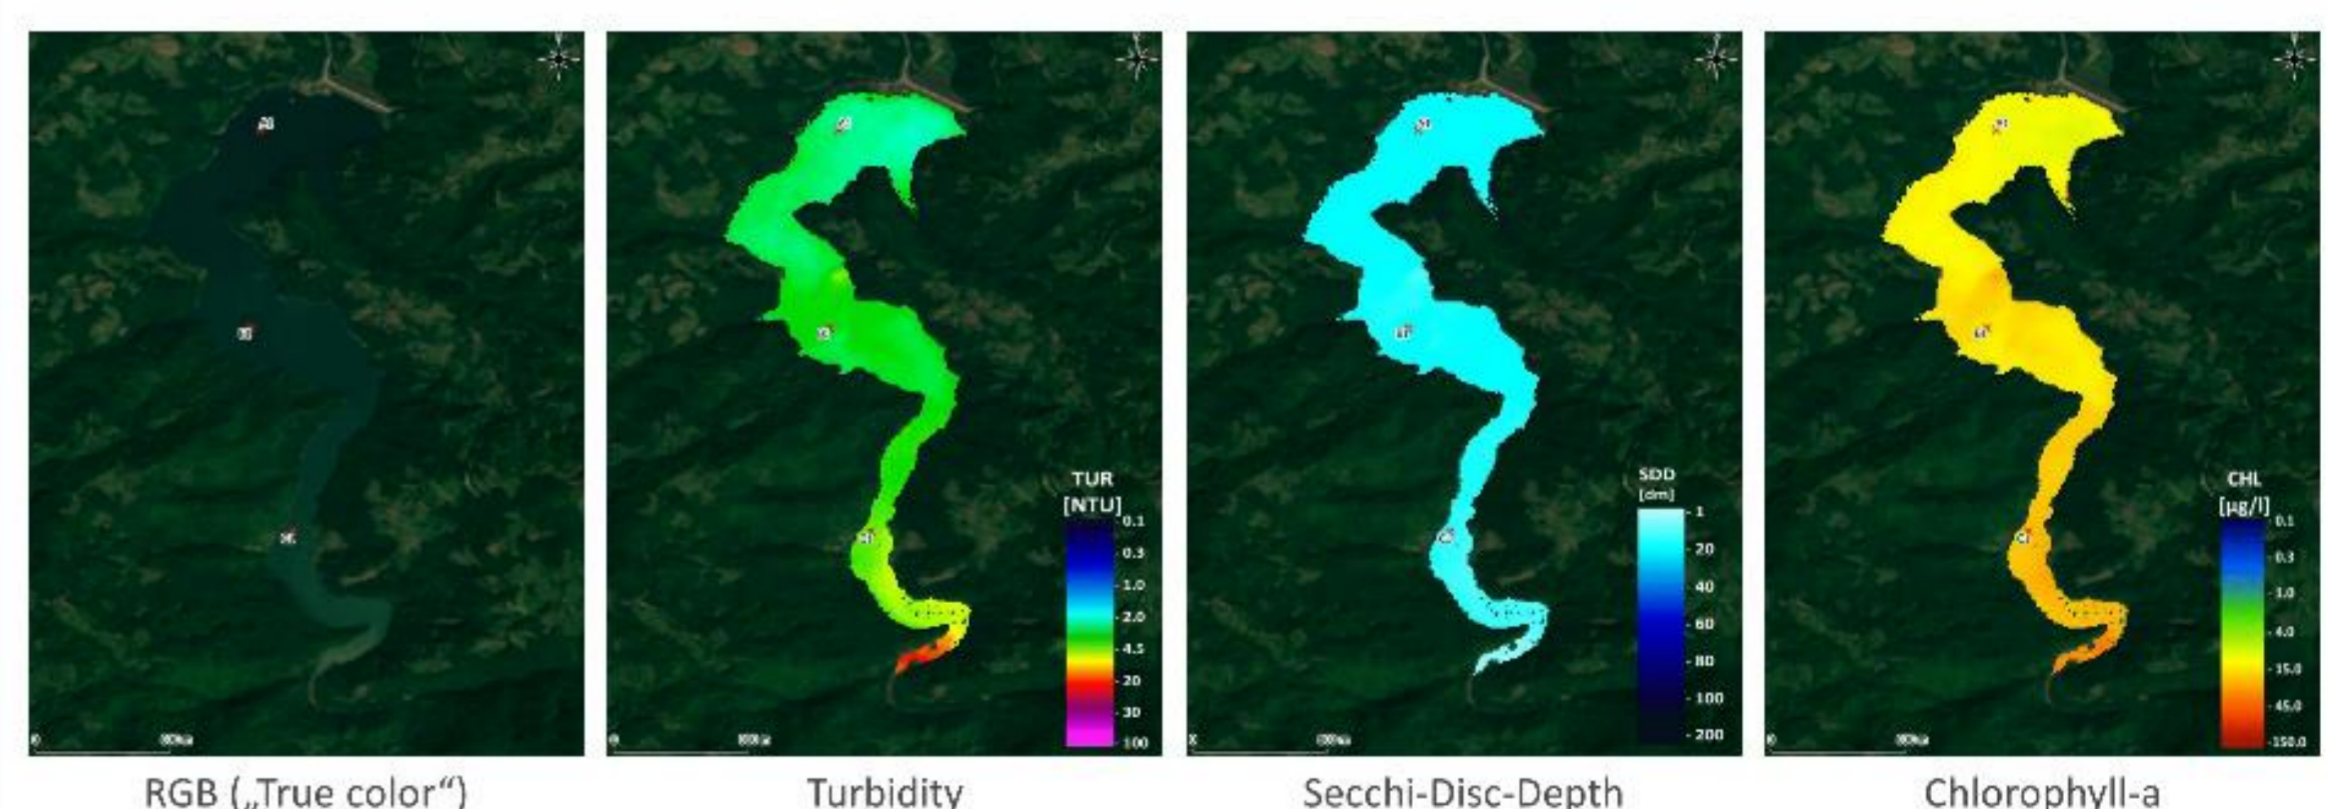 TUR
[NTU]
0.1
0.3
1.0
2.0
4.5
20
30
100
SDD
[dm]
1
20
40
60
80
100
200
CHL
[µg/l]
0.1
0.3
1.0
4.0
15.0
45.0
150.0
RGB („True color“)
Turbidity
Secchi-Disc-Depth
Chlorophyll-a